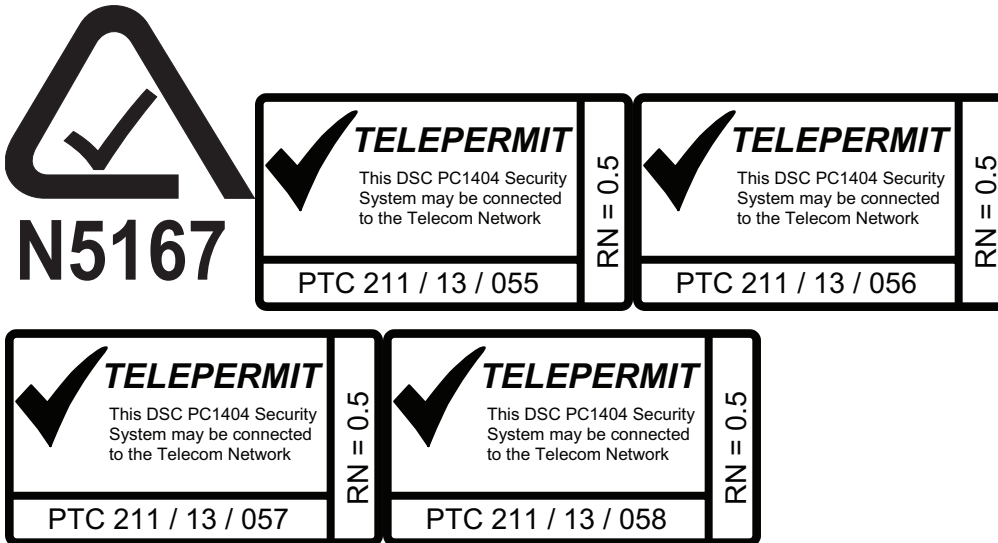 N5167
TELEPERMIT
This DSC PC1404 Security
System may be connected
to the Telecom Network
RN = 0.5
PTC 211 / 13 / 055
TELEPERMIT
This DSC PC1404 Security
System may be connected
to the Telecom Network
RN = 0.5
PTC 211 / 13 / 056
TELEPERMIT
This DSC PC1404 Security
System may be connected
to the Telecom Network
RN = 0.5
PTC 211 / 13 / 057
TELEPERMIT
This DSC PC1404 Security
System may be connected
to the Telecom Network
RN = 0.5
PTC 211 / 13 / 058